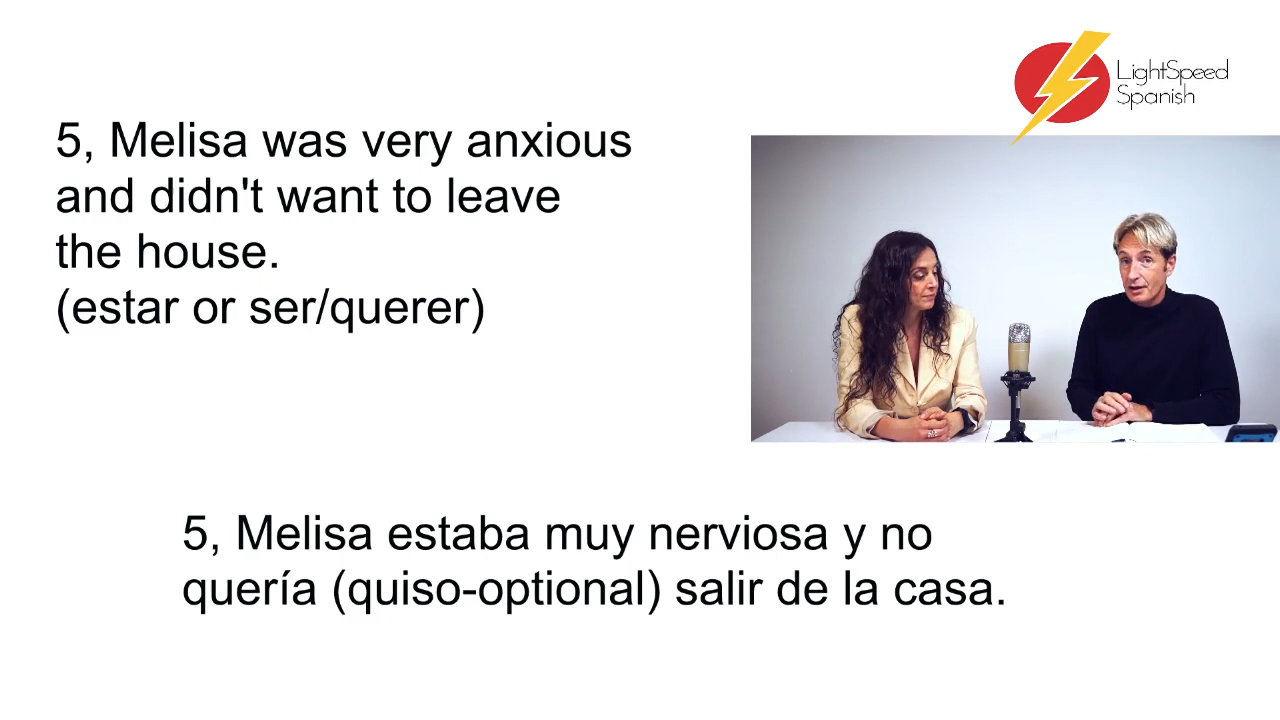 LightSpeed
Spanish
5, Melisa was very anxious
and didn't want to leave
the house.
(estar or ser/querer)
5, Melisa estaba muy nerviosa y no
quería (quiso-optional) salir de la casa.